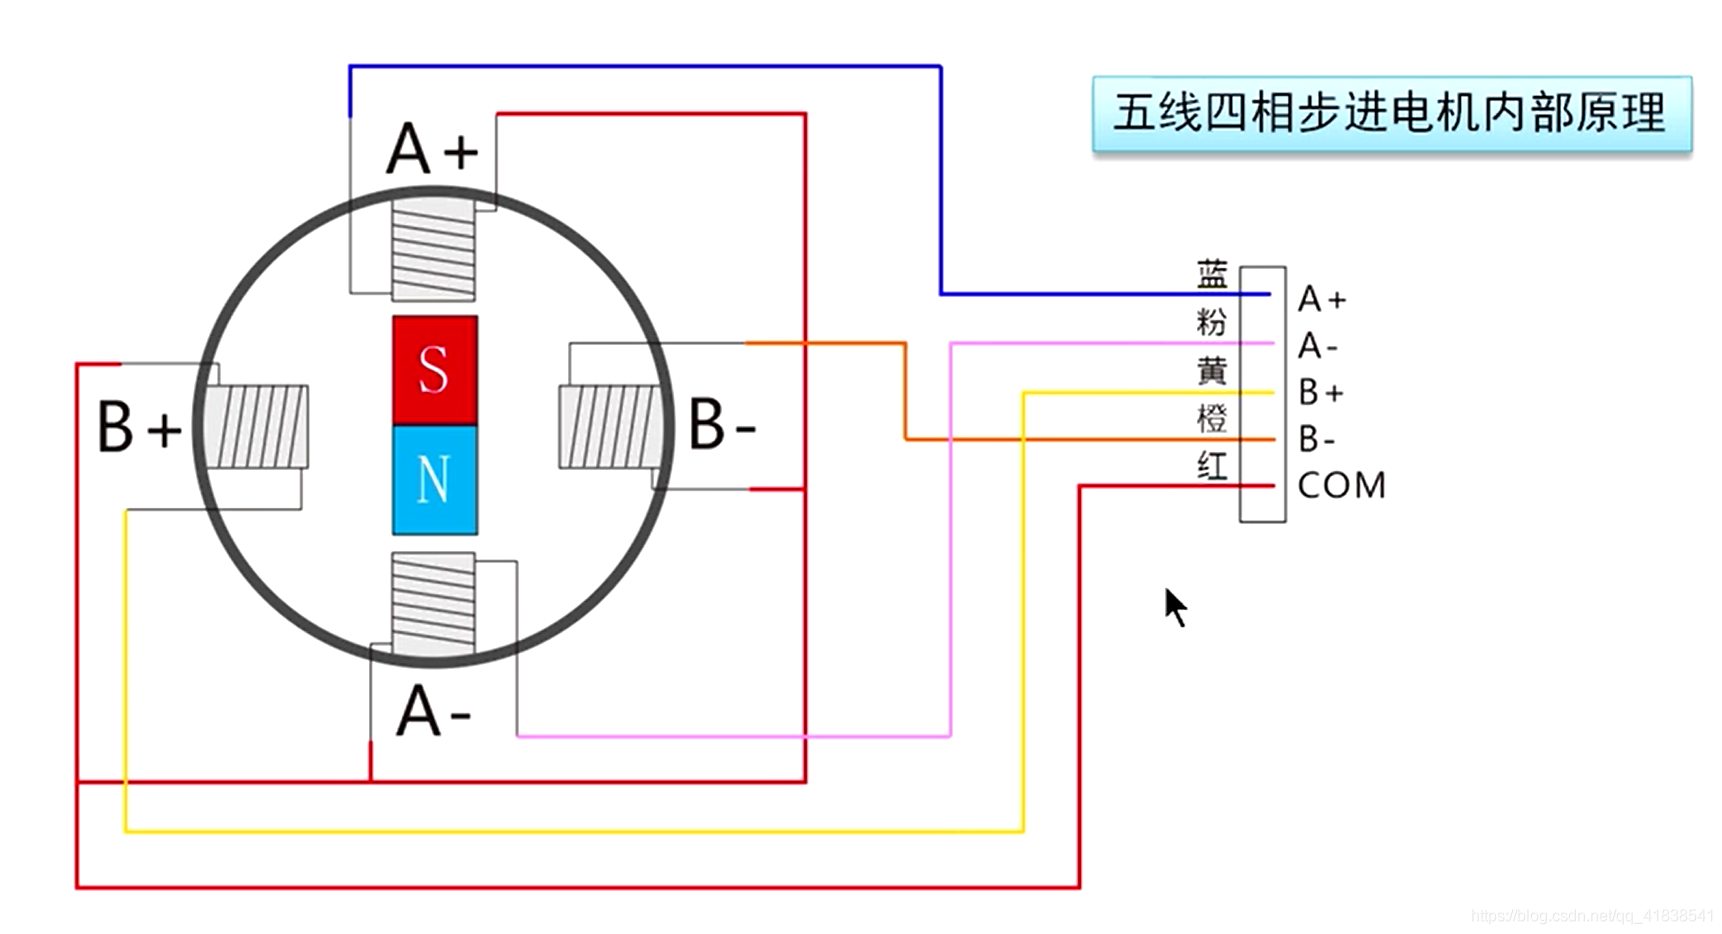 五线四相步进电机内部原理
A+
蓝
A+
粉
A-
S
黄
B+
B+
B-
橙
B-
N
红
COM
A-
https://blog.csdn.net/qq_41838541